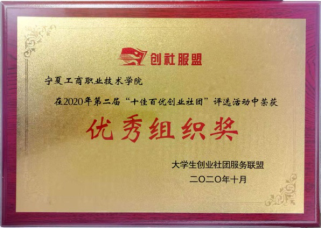 创社服盟
宁夏工商职业技术学院
在2020年第二届“十佳百优创业社团”评选活动中荣获
优秀组织奖
大学生创业社团服务联盟
二〇二〇年十月